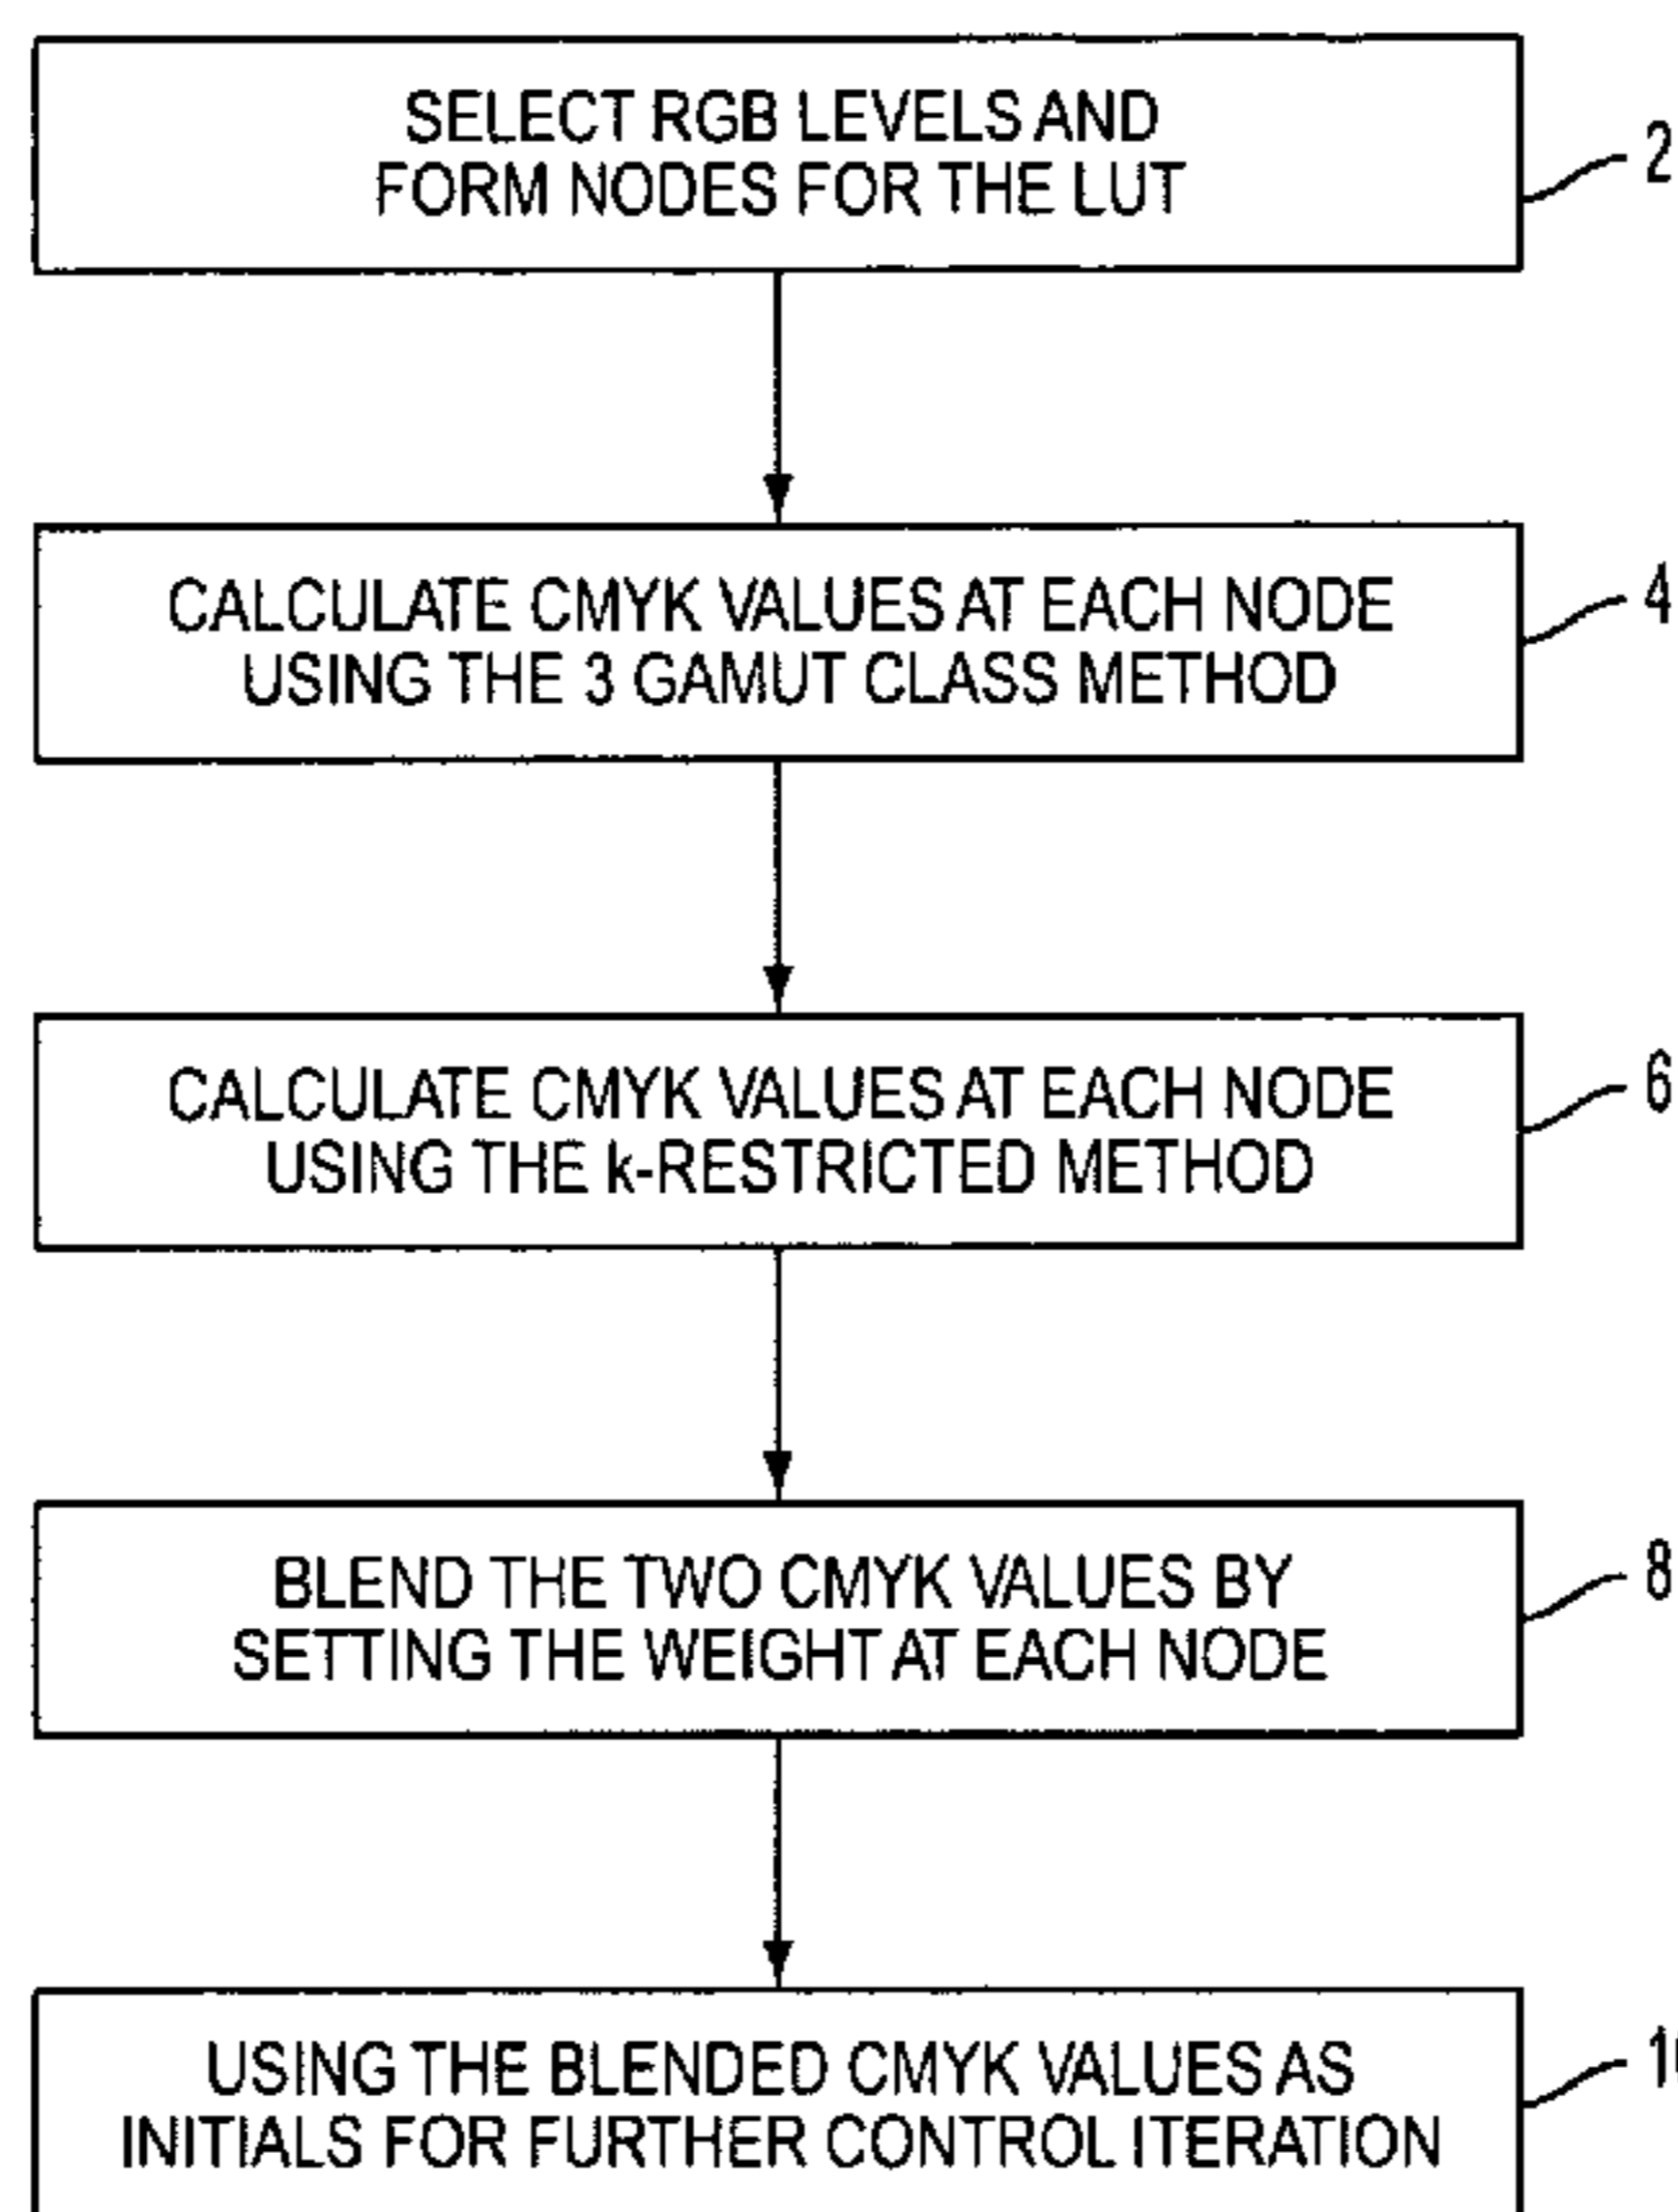 SELECT RGB LEVELS AND
FORM NODES FOR THE LUT
2
CALCULATE CMYK VALUES AT EACH NODE
USING THE 3 GAMUT CLASS METHOD
4
CALCULATE CMYK VALUES AT EACH NODE
USING THE k-RESTRICTED METHOD
6
BLEND THE TWO CMYK VALUES BY
SETTING THE WEIGHT AT EACH NODE
8
USING THE BLENDED CMYK VALUES AS
INITIALS FOR FURTHER CONTROL ITERATION